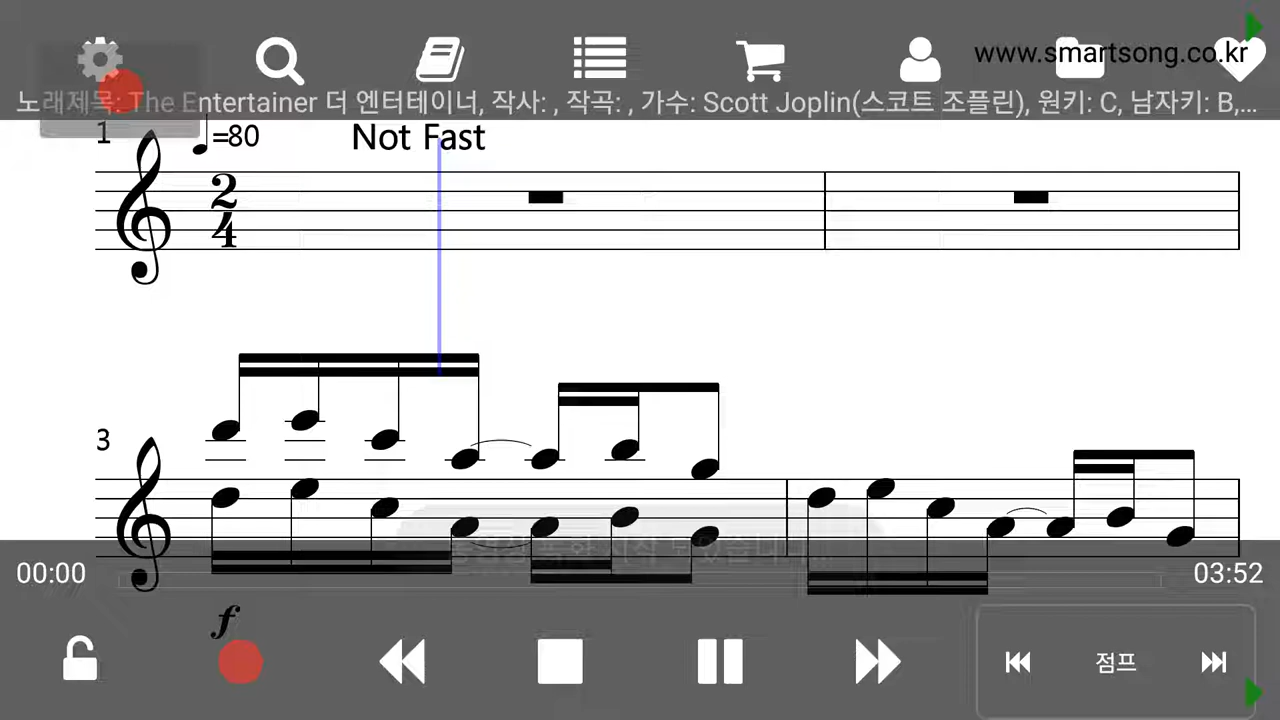 www.smartsong.co.kr
노래제목: The Entertainer 더 엔터테이너, 작사: , 작곡: , 가수: Scott Joplin(스코트 조플린), 원키: C, 남자키: B,...
1 =80 Not Fast
2
4
3
00:00 03:52
f
점프